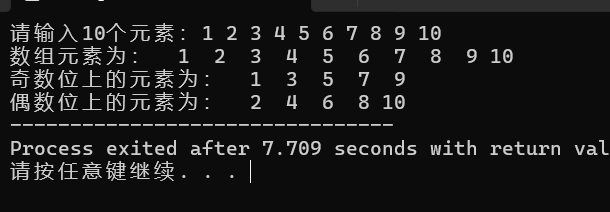 请输入10个元素: 1 2 3 4 5 6 7 8 9 10
数组元素为:  1  2  3  4  5  6  7  8  9 10
奇数位上的元素为:  1  3  5  7  9
偶数位上的元素为:  2  4  6  8 10
--------------------------------
Process exited after 7.709 seconds with return val
请按任意键继续. . .